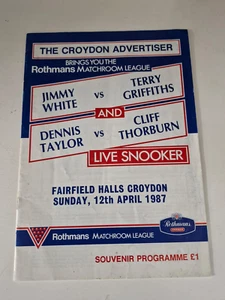 THE CROYDON ADVERTISER
BRINGS YOU THE
Rothmans MATCHROOM LEAGUE
JIMMY WHITE vs TERRY GRIFFITHS
AND
DENNIS TAYLOR vs CLIFF THORBURN
LIVE SNOOKER
FAIRFIELD HALLS CROYDON
SUNDAY, 12th APRIL 1987
Rothmans MATCHROOM LEAGUE
Rothmans
SOUVENIR PROGRAMME £1